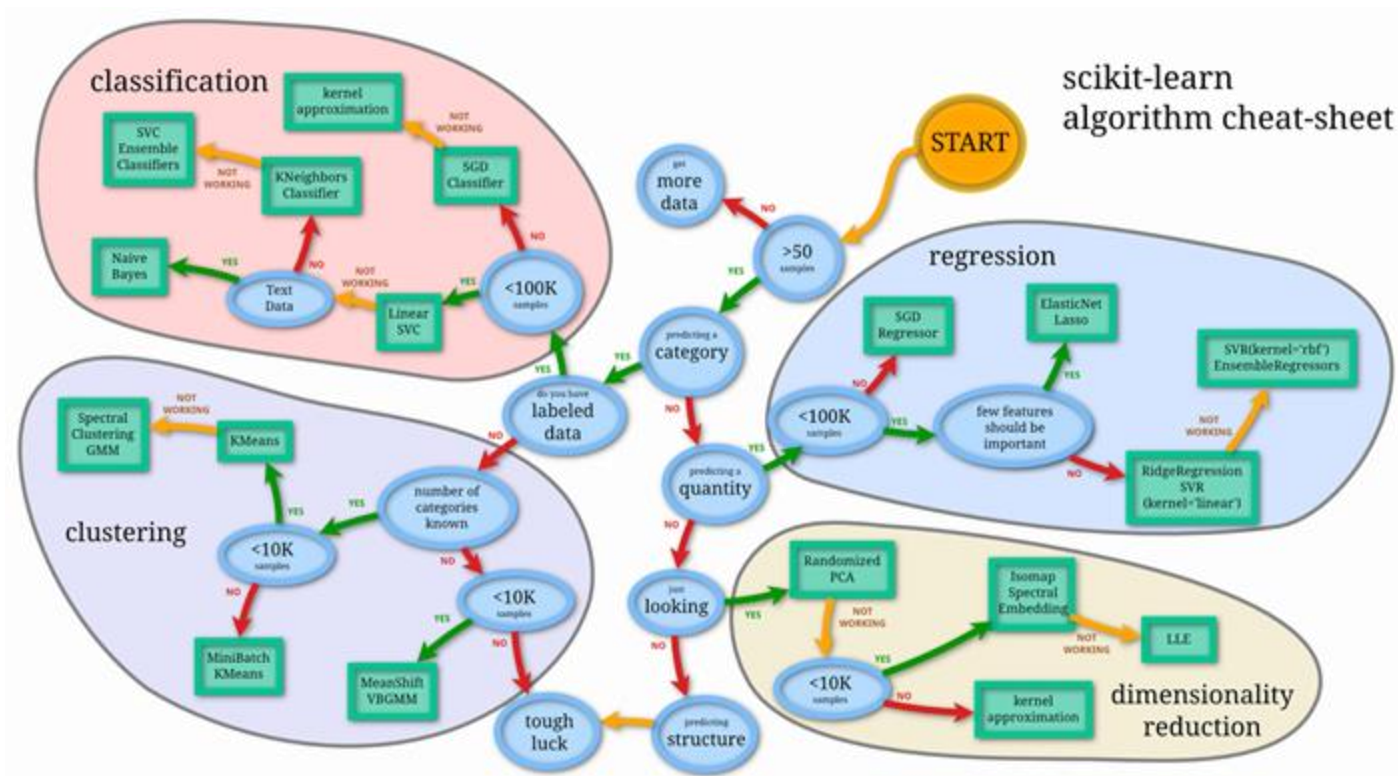 scikit-learn
algorithm cheat-sheet
START
>50
samples
NO
get
more
data
YES
predicting a
category
YES
do you have
labeled
data
NO
predicting a
quantity
YES
NO
just
looking
YES
NO
predicting
structure
tough
luck
classification
YES
<100K
samples
NO
SGD
Classifier
NOT
WORKING
kernel
approximation
YES
Linear
SVC
NOT
WORKING
Text
Data
YES
Naive
Bayes
NO
KNeighbors
Classifier
NOT
WORKING
SVC
Ensemble
Classifiers
clustering
NO
number of
categories
known
YES
<10K
samples
YES
KMeans
NOT
WORKING
Spectral
Clustering
GMM
NO
MiniBatch
KMeans
NO
<10K
samples
YES
MeanShift
VBGMM
NO
regression
<100K
samples
NO
SGD
Regressor
YES
few features
should be
important
YES
ElasticNet
Lasso
NO
RidgeRegression
SVR
(kernel='linear')
NOT
WORKING
SVR(kernel='rbf')
EnsembleRegressors
dimensionality
reduction
Randomized
PCA
NOT
WORKING
<10K
samples
YES
Isomap
Spectral
Embedding
NOT
WORKING
LLE
NO
kernel
approximation